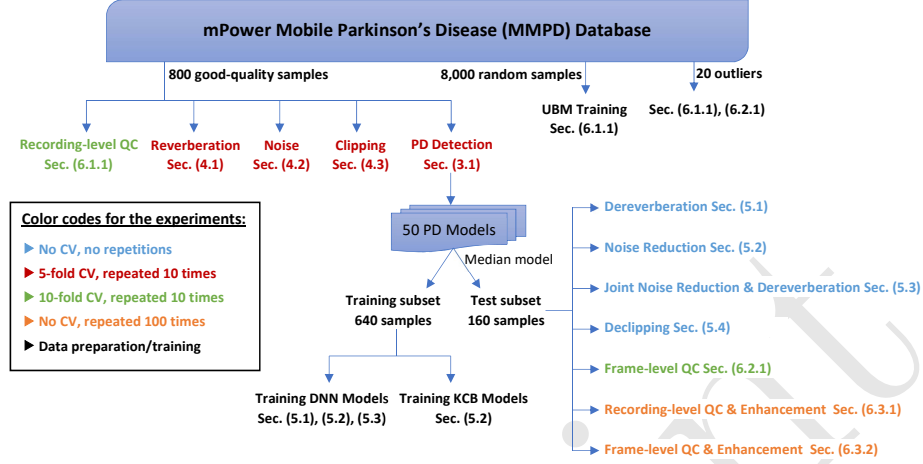 mPower Mobile Parkinson's Disease (MMPD) Database
800 good-quality samples
8,000 random samples
20 outliers
UBM Training
Sec. (6.1.1)
Sec. (6.1.1), (6.2.1)
Recording-level QC
Sec. (6.1.1)
Reverberation
Sec. (4.1)
Noise
Sec. (4.2)
Clipping
Sec. (4.3)
PD Detection
Sec. (3.1)
Color codes for the experiments:
No CV, no repetitions
5-fold CV, repeated 10 times
10-fold CV, repeated 10 times
No CV, repeated 100 times
Data preparation/training
50 PD Models
Median model
Training subset
640 samples
Test subset
160 samples
Training DNN Models
Sec. (5.1), (5.2), (5.3)
Training KCB Models
Sec. (5.2)
Dereverberation Sec. (5.1)
Noise Reduction Sec. (5.2)
Joint Noise Reduction & Dereverberation Sec. (5.3)
Declipping Sec. (5.4)
Frame-level QC Sec. (6.2.1)
Recording-level QC & Enhancement Sec. (6.3.1)
Frame-level QC & Enhancement Sec. (6.3.2)